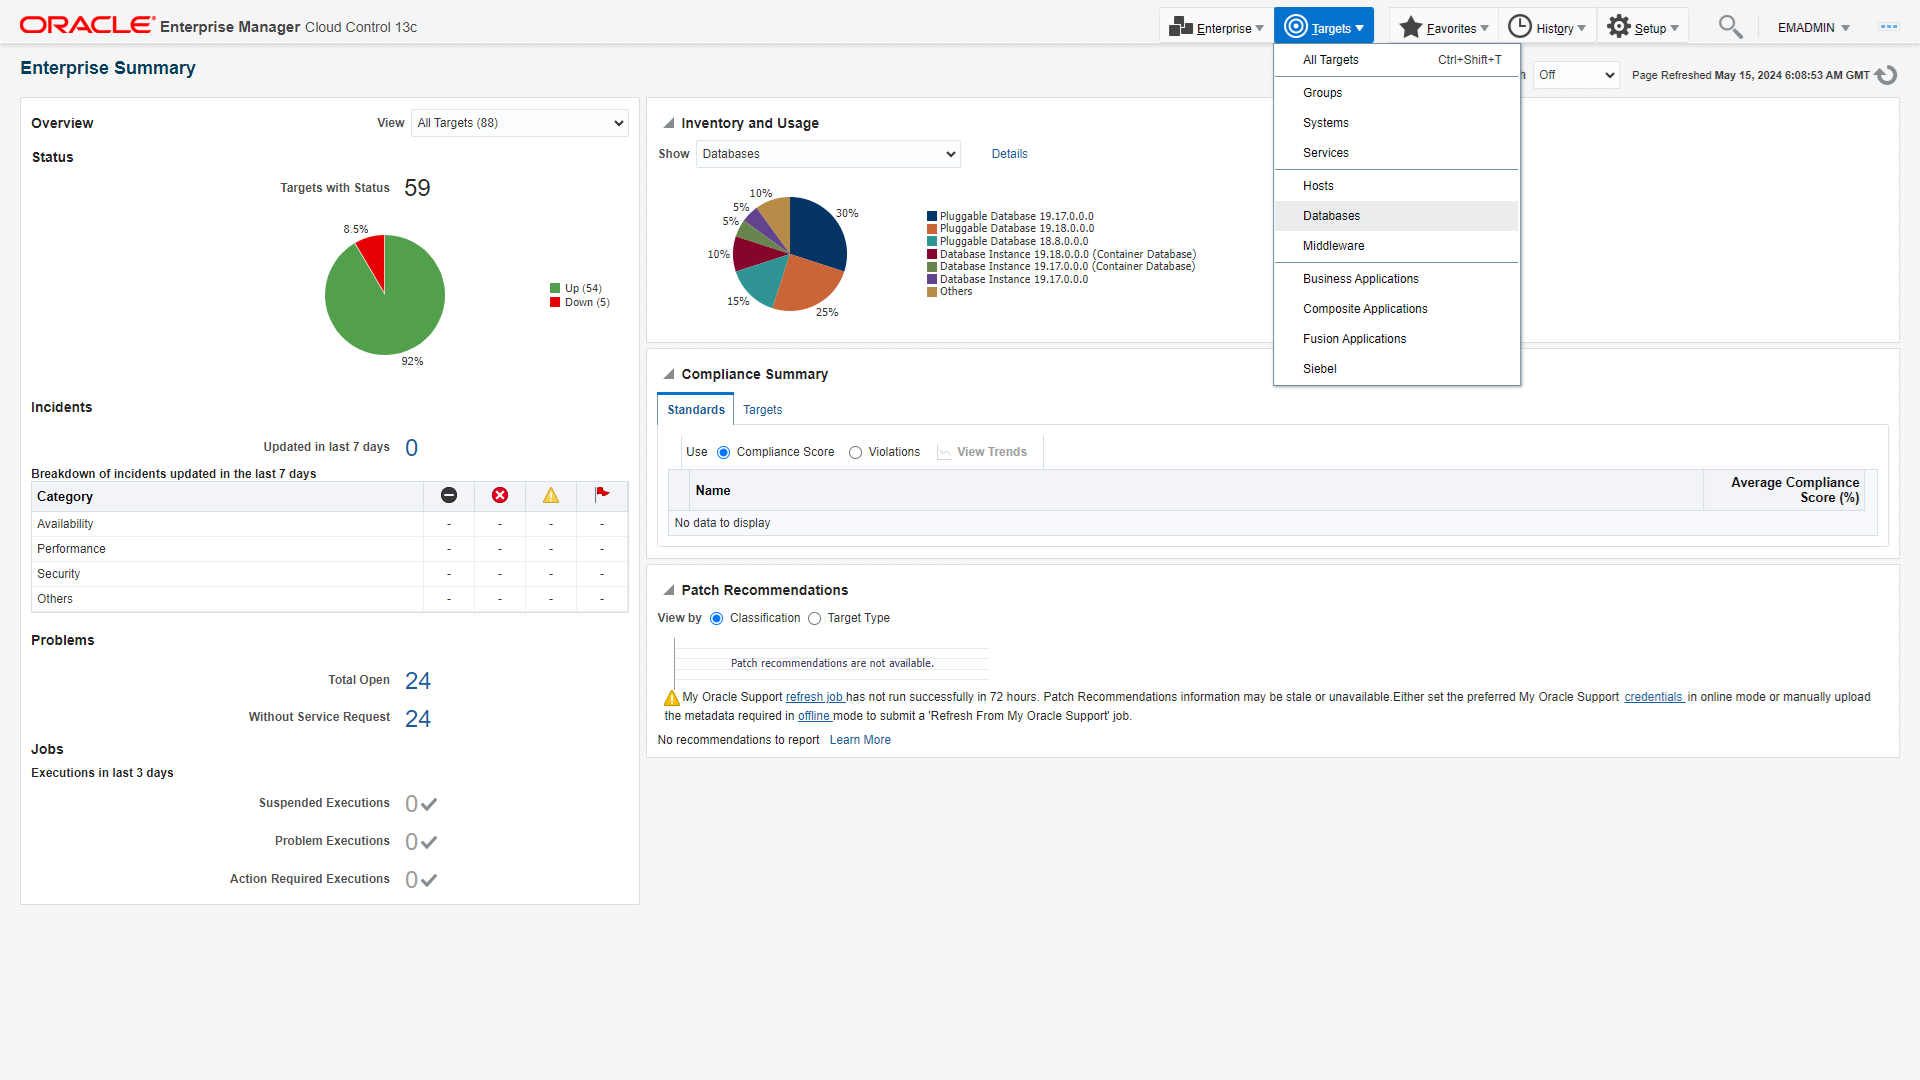 ORACLE Enterprise Manager Cloud Control 13c
Enterprise
Targets
Favorites
History
Setup
EMADMIN
Enterprise Summary
Off
Page Refreshed May 15, 2024 6:08:53 AM GMT
All Targets Ctrl+Shift+T
Groups
Systems
Services
Hosts
Databases
Middleware
Business Applications
Composite Applications
Fusion Applications
Siebel
Overview
View All Targets (88)
Status
Targets with Status 59
8.5%
92%
Up (54)
Down (5)
Incidents
Updated in last 7 days 0
Breakdown of incidents updated in the last 7 days
Category
Availability - - - -
Performance - - - -
Security - - - -
Others - - - -
Problems
Total Open 24
Without Service Request 24
Jobs
Executions in last 3 days
Suspended Executions 0
Problem Executions 0
Action Required Executions 0
Inventory and Usage
Show Databases Details
10%
5%
5%
10%
15%
25%
30%
Pluggable Database 19.17.0.0.0
Pluggable Database 19.18.0.0.0
Pluggable Database 18.8.0.0.0
Database Instance 19.18.0.0.0 (Container Database)
Database Instance 19.17.0.0.0 (Container Database)
Database Instance 19.17.0.0.0
Others
Compliance Summary
Standards Targets
Use Compliance Score Violations View Trends
Name
Average Compliance
Score (%)
No data to display
Patch Recommendations
View by Classification Target Type
Patch recommendations are not available.
My Oracle Support refresh job has not run successfully in 72 hours. Patch Recommendations information may be stale or unavailable.Either set the preferred My Oracle Support credentials in online mode or manually upload
the metadata required in offline mode to submit a 'Refresh From My Oracle Support' job.
No recommendations to report Learn More